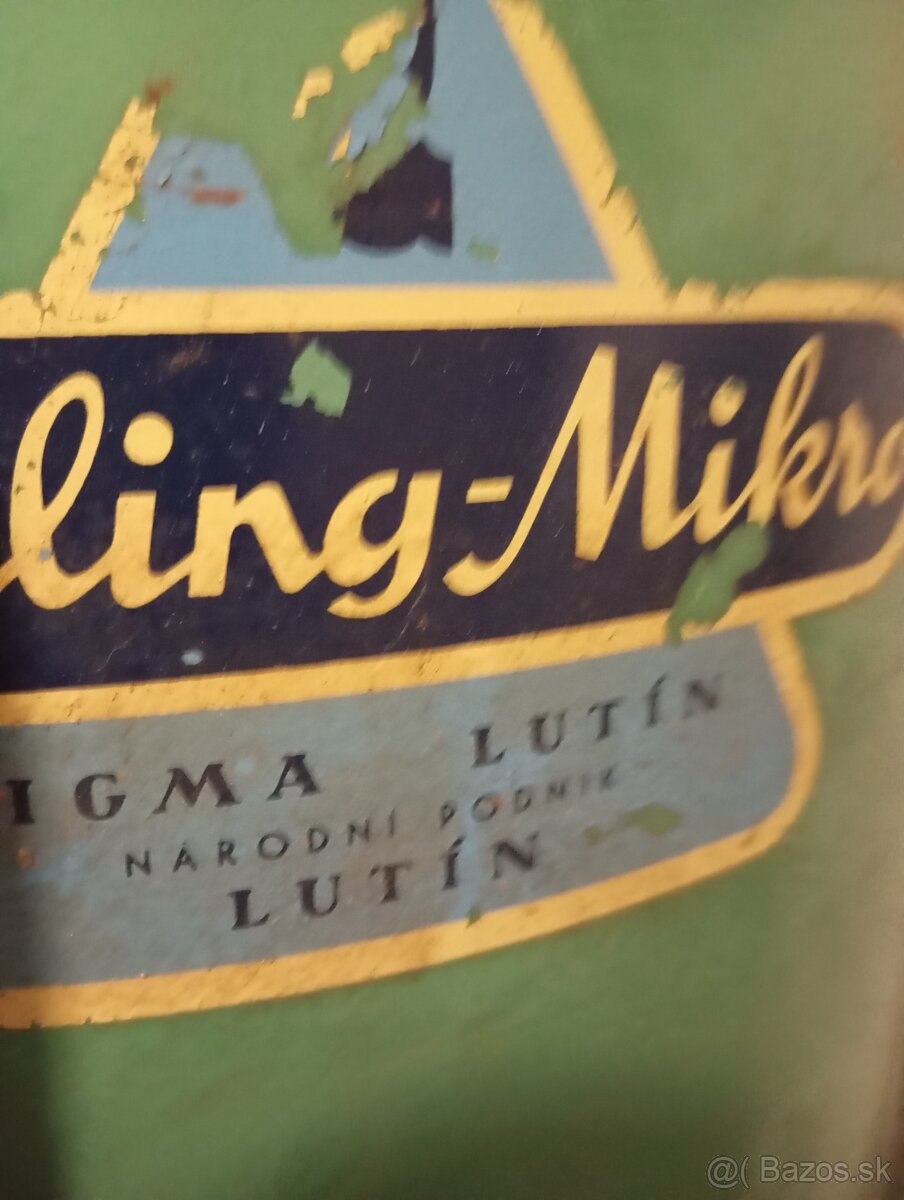 ling-Mikro
IGMA LUTÍN
NÁRODNÍ PODNIK
LUTÍN
@( Bazos.sk